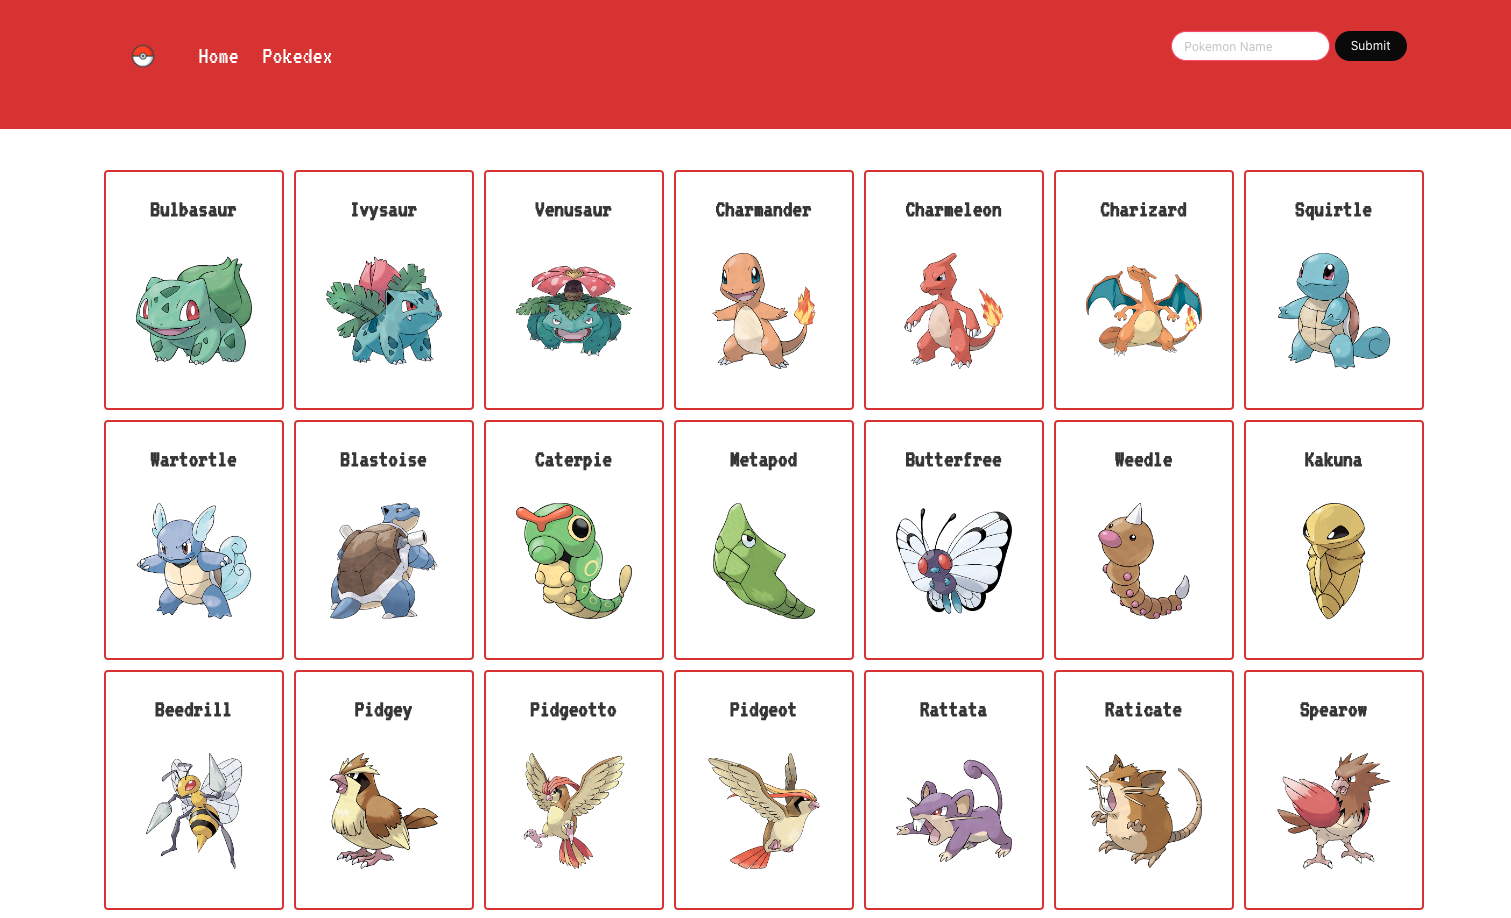 Home Pokedex
Pokemon Name Submit
Bulbasaur Ivysaur Venusaur Charmander Charmeleon Charizard Squirtle
Wartortle Blastoise Caterpie Metapod Butterfree Weedle Kakuna
Beedrill Pidgey Pidgeotto Pidgeot Rattata Raticate Spearow